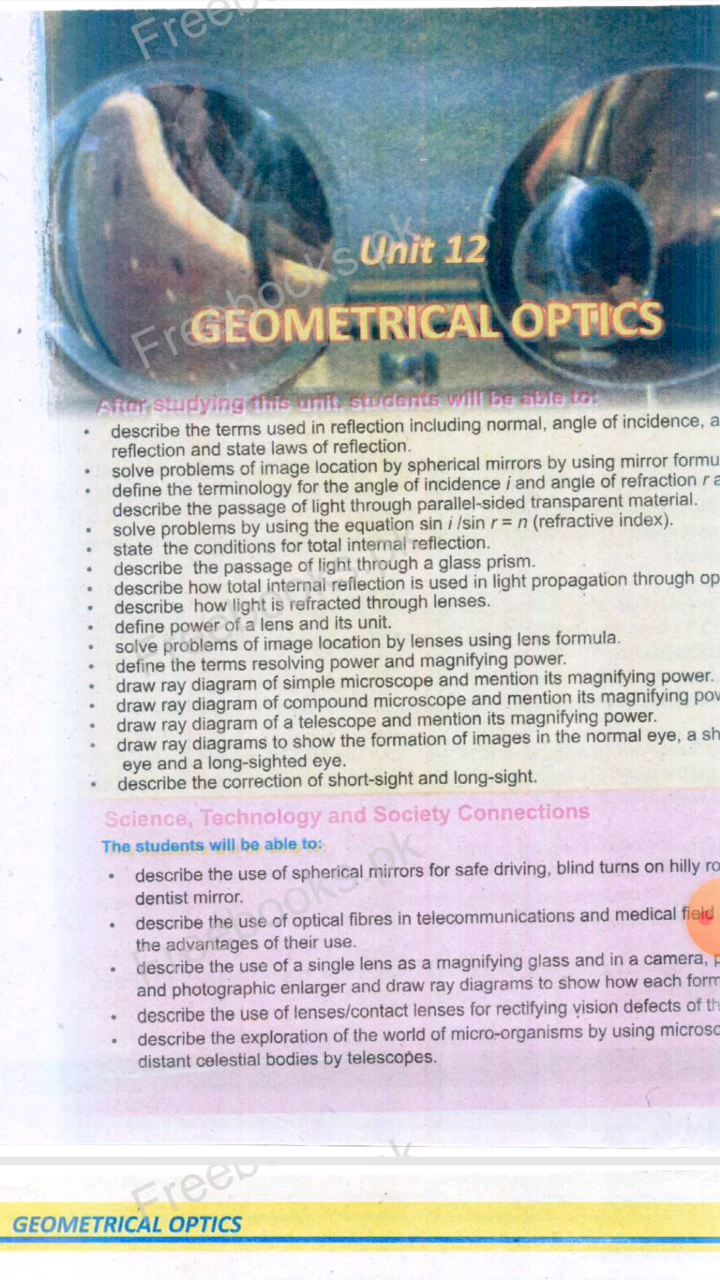 Freebooks.pk
Unit 12
Freebooks.pk
GEOMETRICAL OPTICS
After studying this unit, students will be able to:
• describe the terms used in reflection including normal, angle of incidence, a
reflection and state laws of reflection.
• solve problems of image location by spherical mirrors by using mirror formu
• define the terminology for the angle of incidence i and angle of refraction r a
describe the passage of light through parallel-sided transparent material.
• solve problems by using the equation sin i /sin r = n (refractive index).
• state the conditions for total internal reflection.
• describe the passage of light through a glass prism.
• describe how total internal reflection is used in light propagation through op
• describe how light is refracted through lenses.
• define power of a lens and its unit.
• solve problems of image location by lenses using lens formula.
• define the terms resolving power and magnifying power.
• draw ray diagram of simple microscope and mention its magnifying power.
• draw ray diagram of compound microscope and mention its magnifying pow
• draw ray diagram of a telescope and mention its magnifying power.
• draw ray diagrams to show the formation of images in the normal eye, a sh
eye and a long-sighted eye.
• describe the correction of short-sight and long-sight.
Science, Technology and Society Connections
The students will be able to:
• describe the use of spherical mirrors for safe driving, blind turns on hilly ro
dentist mirror.
• describe the use of optical fibres in telecommunications and medical field
the advantages of their use.
• describe the use of a single lens as a magnifying glass and in a camera, p
and photographic enlarger and draw ray diagrams to show how each form
• describe the use of lenses/contact lenses for rectifying vision defects of th
• describe the exploration of the world of micro-organisms by using microsc
distant celestial bodies by telescopes.
GEOMETRICAL OPTICS